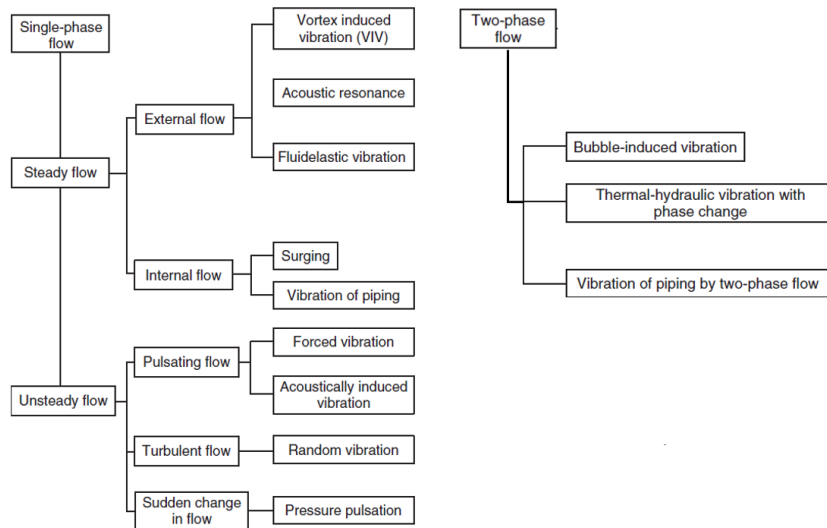 Single-phase
flow
Vortex induced
vibration (VIV)
Acoustic resonance
External flow
Fluidelastic vibration
Steady flow
Surging
Internal flow
Vibration of piping
Forced vibration
Pulsating flow
Acoustically induced
vibration
Unsteady flow
Turbulent flow
Random vibration
Sudden change
in flow
Pressure pulsation
Two-phase
flow
Bubble-induced vibration
Thermal-hydraulic vibration with
phase change
Vibration of piping by two-phase flow